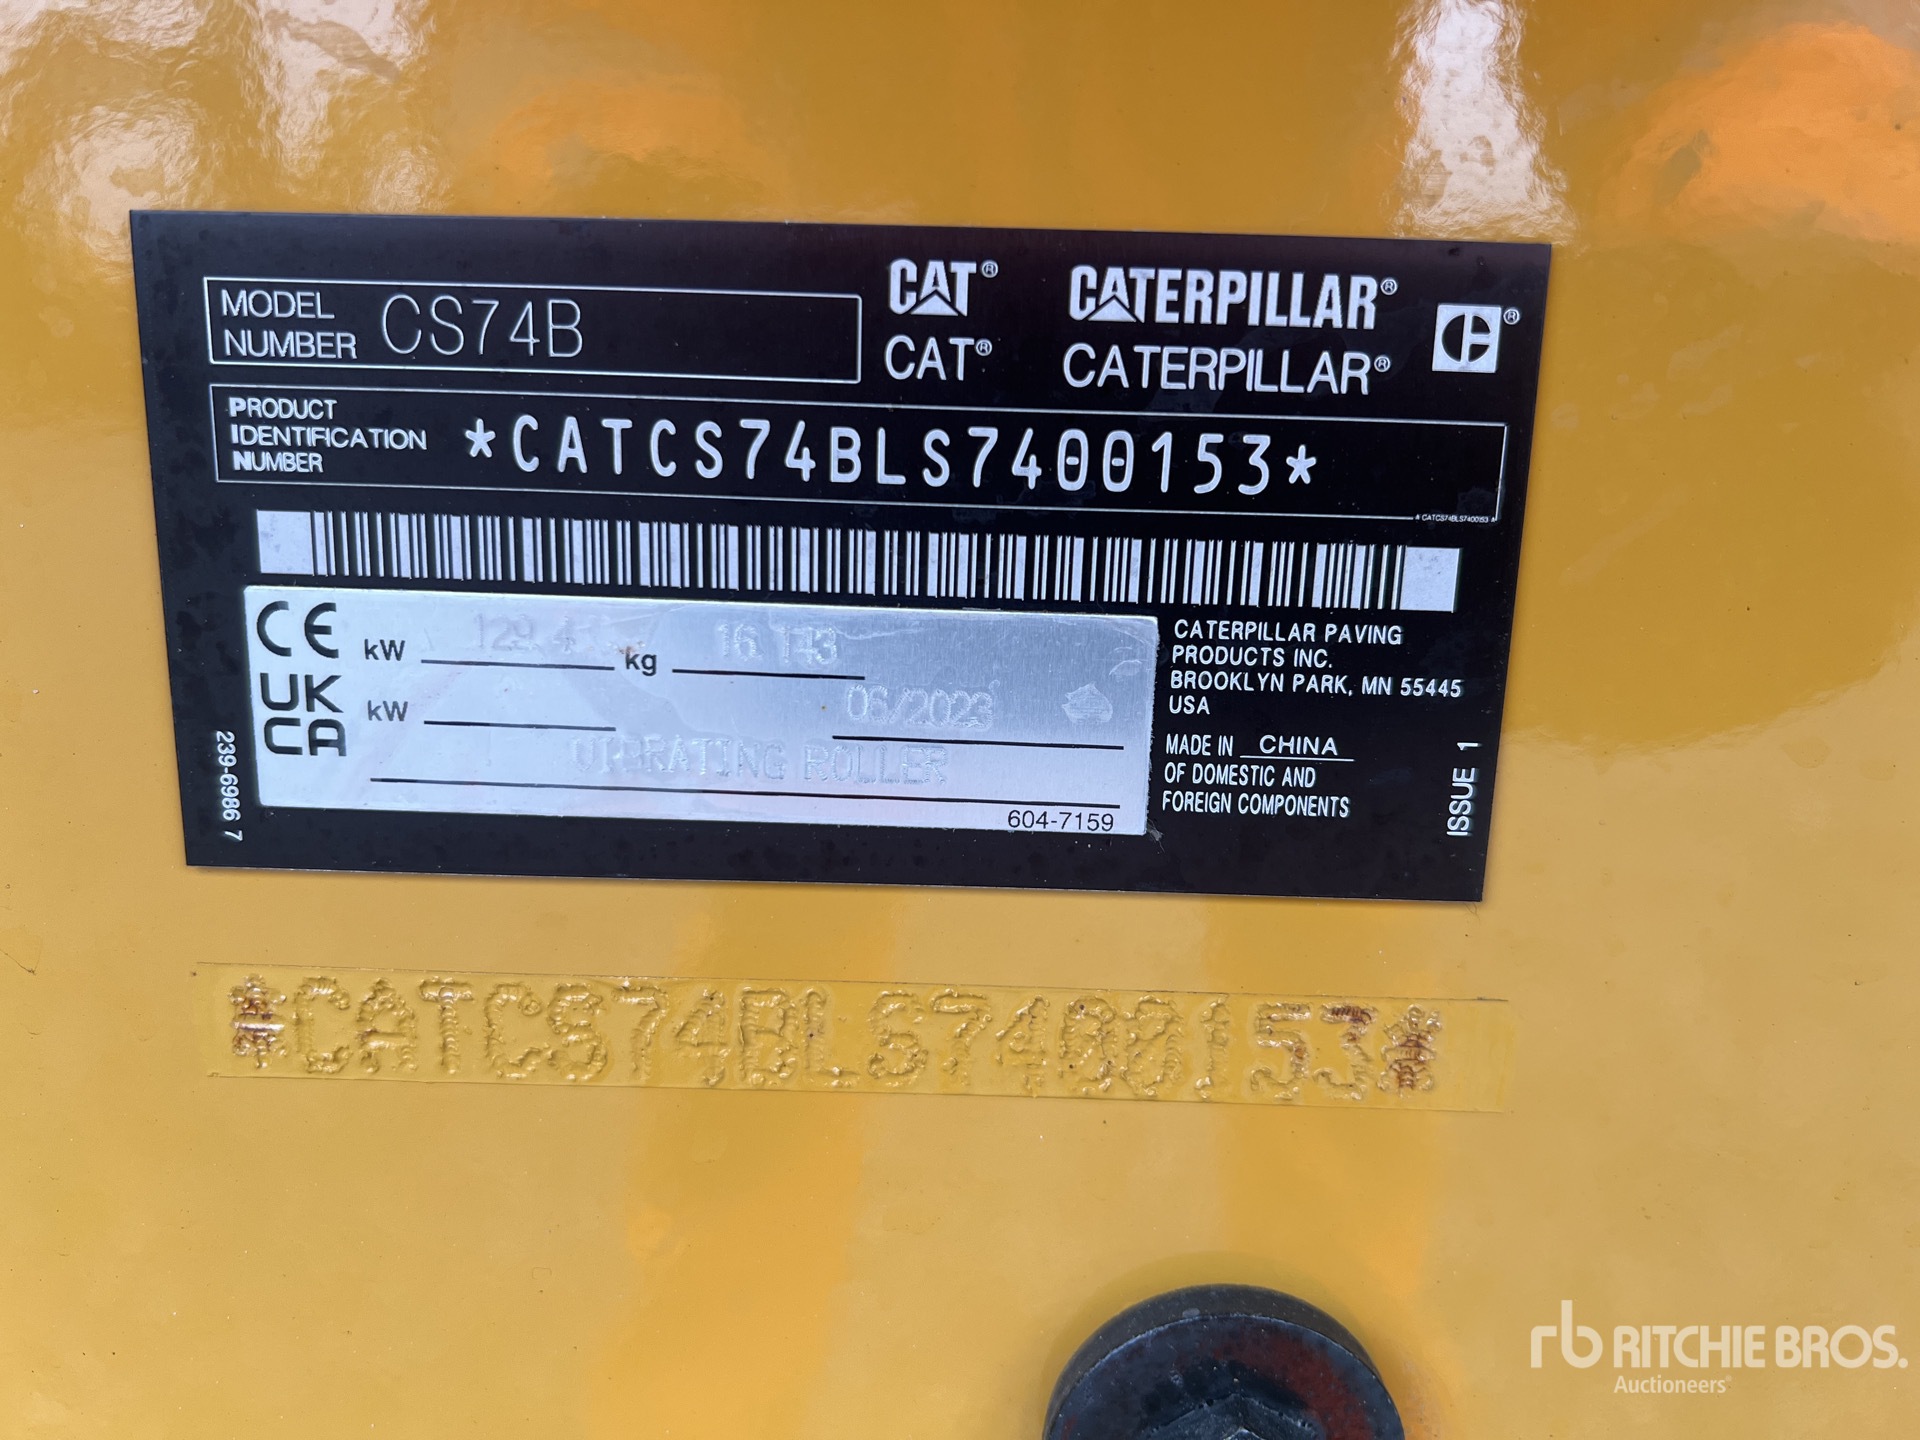 MODEL NUMBER CS74B
CAT® CATERPILLAR®
CAT® CATERPILLAR®
PRODUCT IDENTIFICATION NUMBER *CATCS74BLS7400153*
*CATCS74BLS7400153*
CE kW kg 16 143
UK CA kW 06/2023
VIBRATING ROLLER
604-7159
239-6986 7
CATERPILLAR PAVING
PRODUCTS INC.
BROOKLYN PARK, MN 55445
USA
MADE IN CHINA
OF DOMESTIC AND
FOREIGN COMPONENTS
ISSUE 1
*CATCS74BLS7400153*
rb RITCHIE BROS.
Auctioneers